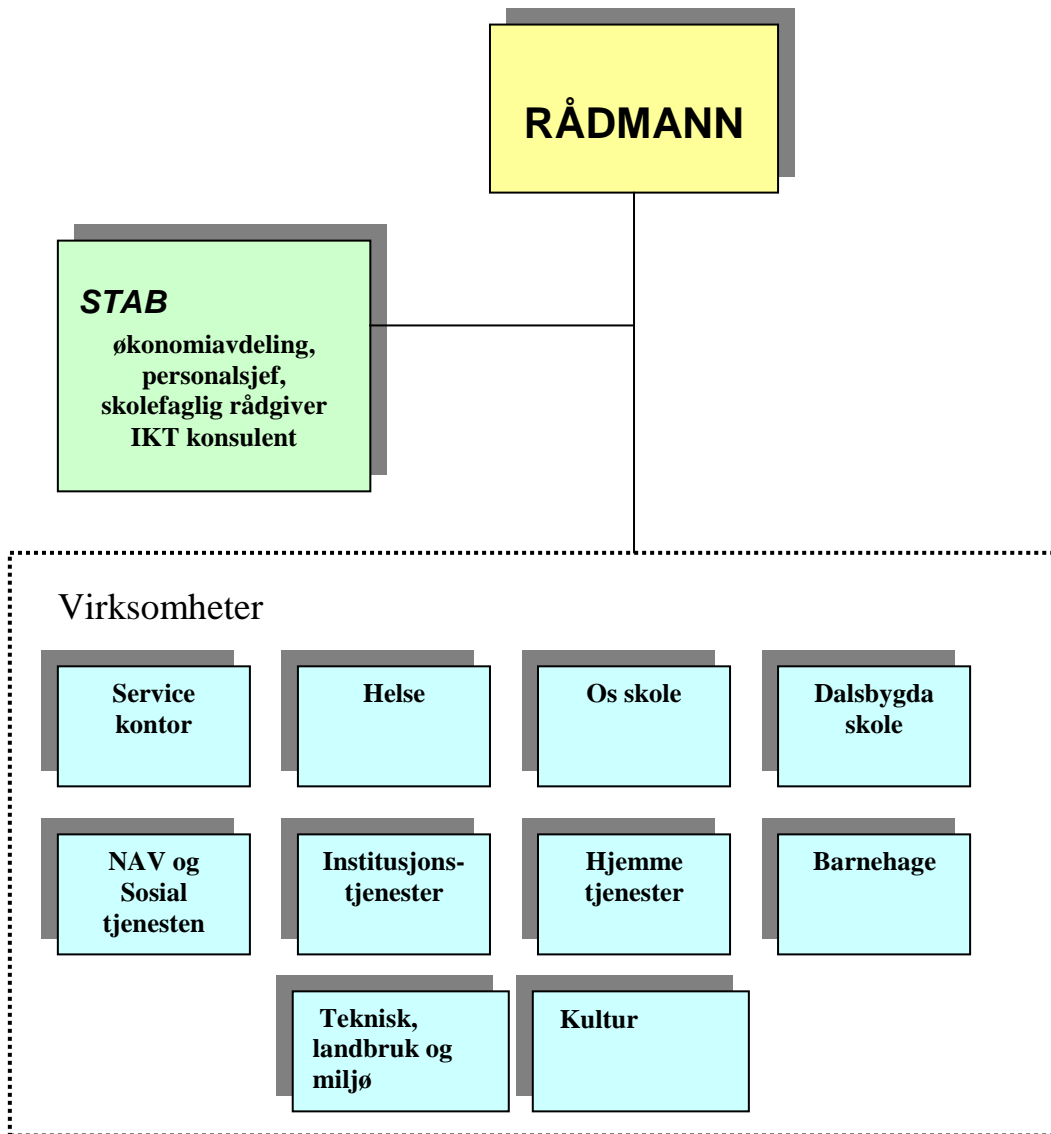 RÅDMANN
STAB
økonomiavdeling,
personalsjef,
skolefaglig rådgiver
IKT konsulent
Virksomheter
Service
kontor
Helse
Os skole
Dalsbygda
skole
NAV og
Sosial
tjenesten
Institusjons-
tjenester
Hjemme
tjenester
Barnehage
Teknisk,
landbruk og
miljø
Kultur